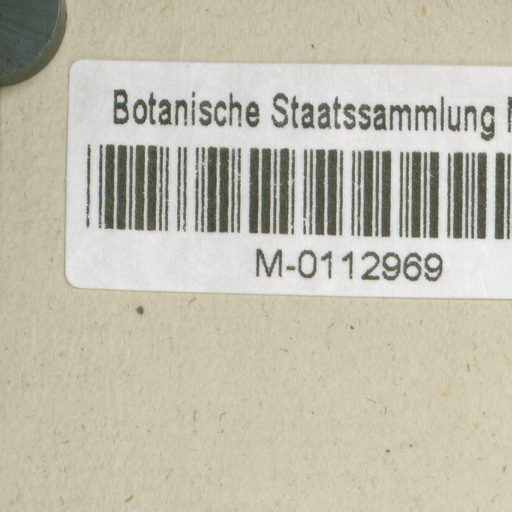 Botanische Staatssammlung
M-0112969